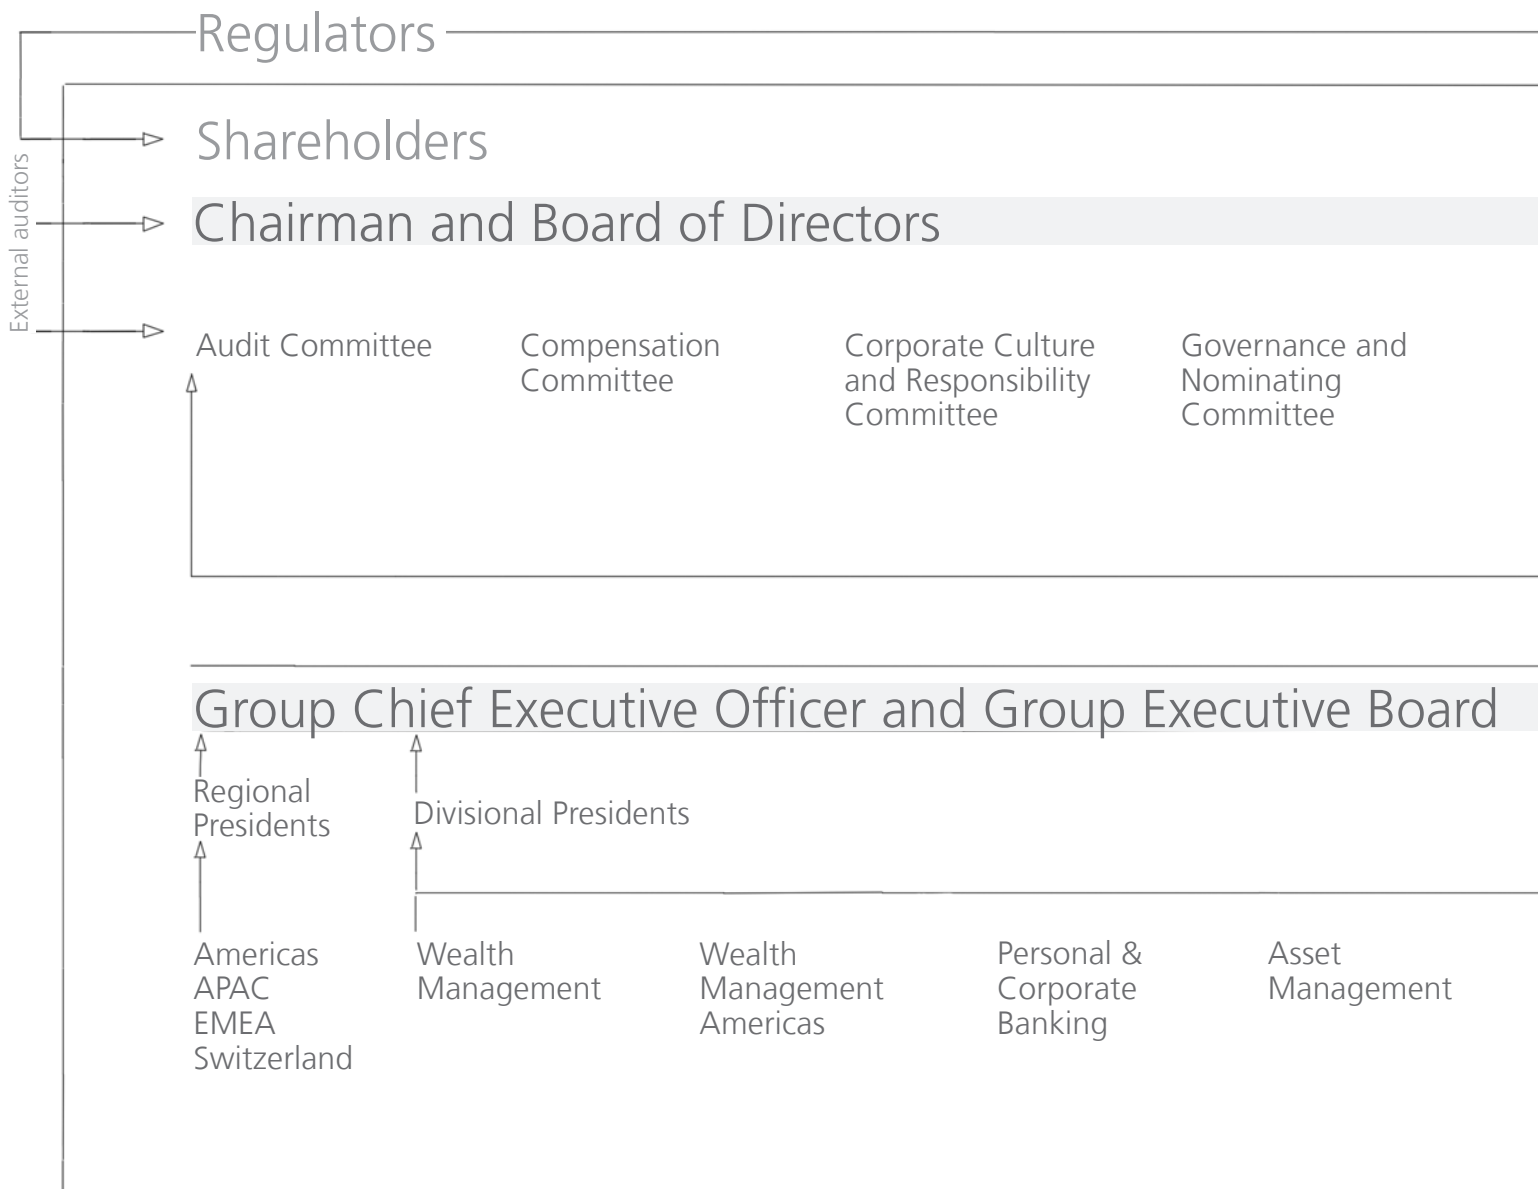 Regulators
Shareholders
External auditors
Chairman and Board of Directors
Audit Committee
Compensation
Committee
Corporate Culture
and Responsibility
Committee
Governance and
Nominating
Committee
Group Chief Executive Officer and Group Executive Board
Regional
Presidents
Divisional Presidents
Americas
APAC
EMEA
Switzerland
Wealth
Management
Wealth
Management
Americas
Personal &
Corporate
Banking
Asset
Management